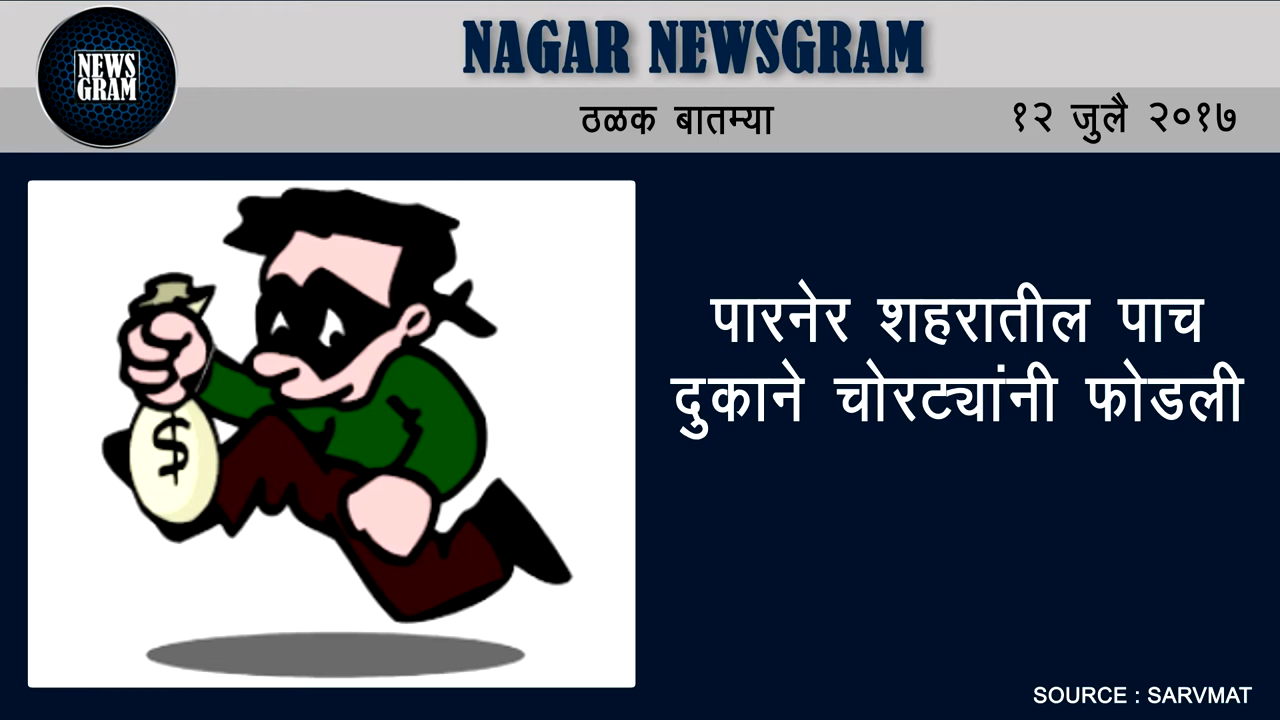 NEWS
GRAM
NAGAR NEWSGRAM
ठळक बातम्या
१२ जुलै २०१७
$
पारनेर शहरातील पाच
दुकाने चोरट्यांनी फोडली
SOURCE : SARVMAT